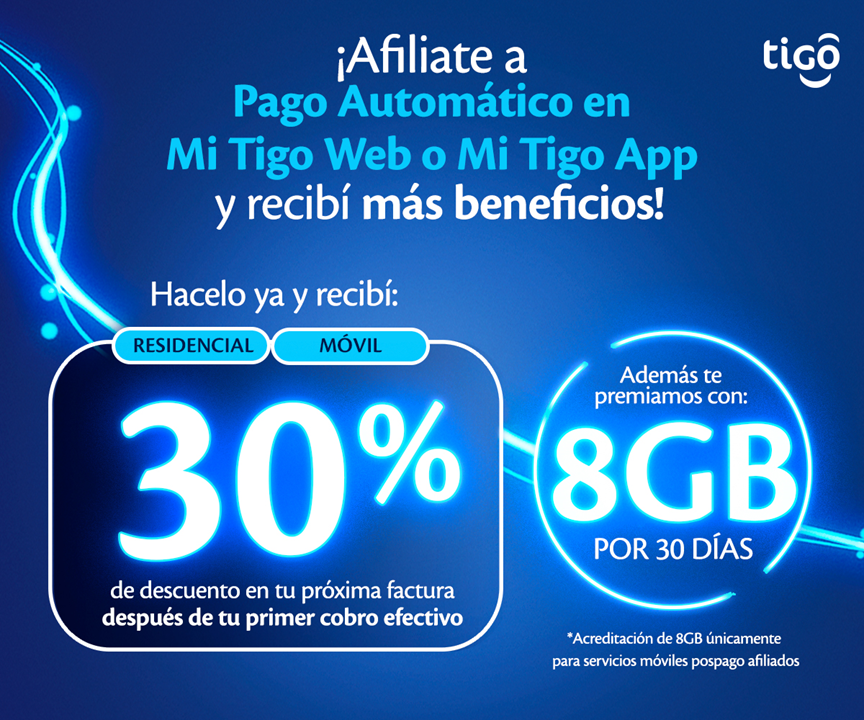 tigo
¡Afiliate a
Pago Automático en
Mi Tigo Web o Mi Tigo App
y recibí más beneficios!
Hacelo ya y recibí:
RESIDENCIAL
MÓVIL
30%
de descuento en tu próxima factura
después de tu primer cobro efectivo
Además te
premiamos con:
8GB
POR 30 DÍAS
*Acreditación de 8GB únicamente
para servicios móviles pospago afiliados